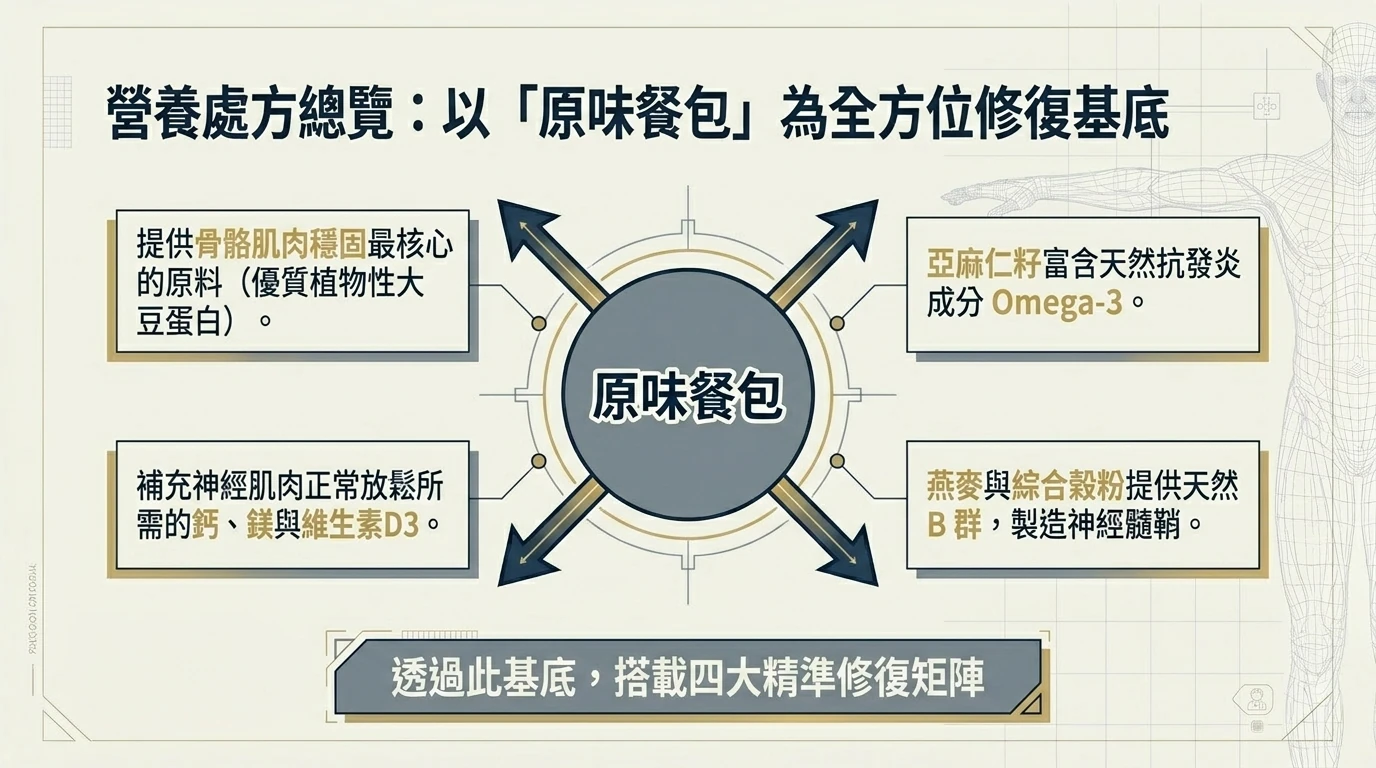 營養處方總覽：以「原味餐包」為全方位修復基底
提供骨骼肌肉穩固最核心
的原料（優質植物性大
豆蛋白）。
亞麻仁籽富含天然抗發炎
成分 Omega-3。
原味餐包
補充神經肌肉正常放鬆所
需的鈣、鎂與維生素D3。
燕麥與綜合穀粉提供天然
B 群，製造神經髓鞘。
透過此基底，搭載四大精準修復矩陣